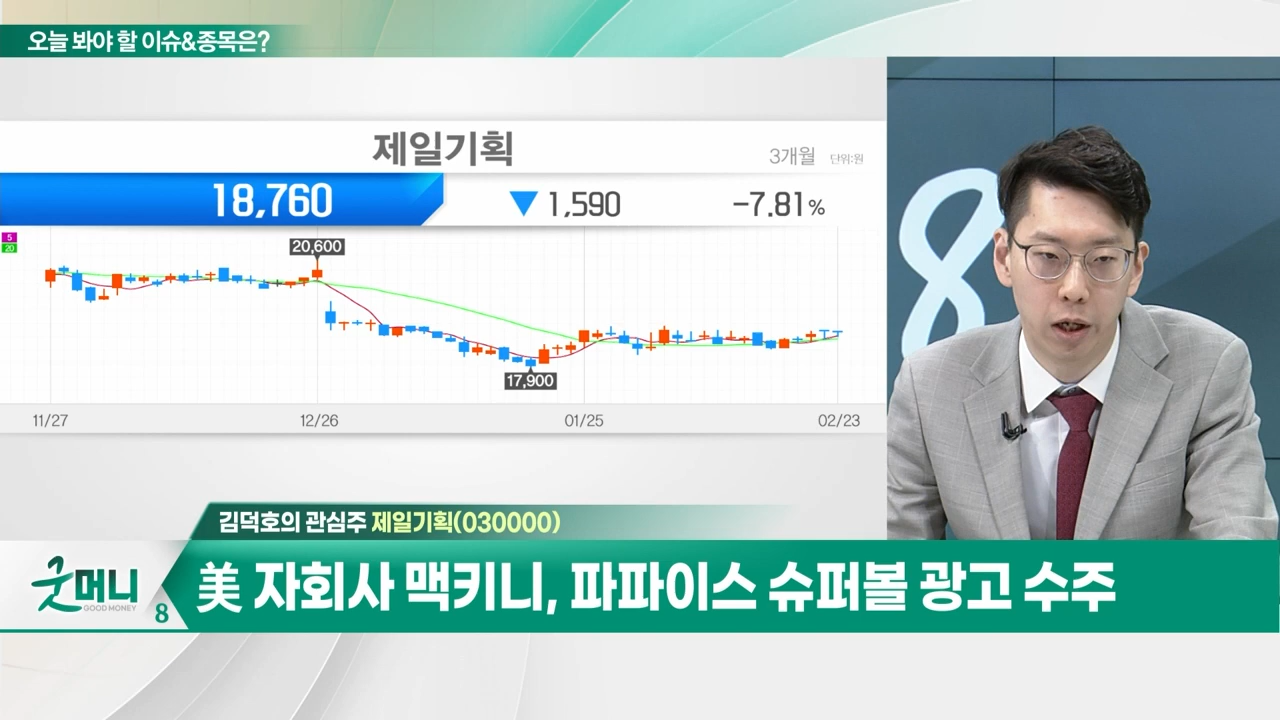 오늘 봐야 할 이슈&종목은?
제일기획
3개월 단위:원
18,760 ▼ 1,590 -7.81%
5
20
20,600
17,900
11/27 12/26 01/25 02/23
8
김덕호의 관심주 제일기획(030000)
美 자회사 맥키니, 파파이스 슈퍼볼 광고 수주
굿머니
GOOD MONEY
8